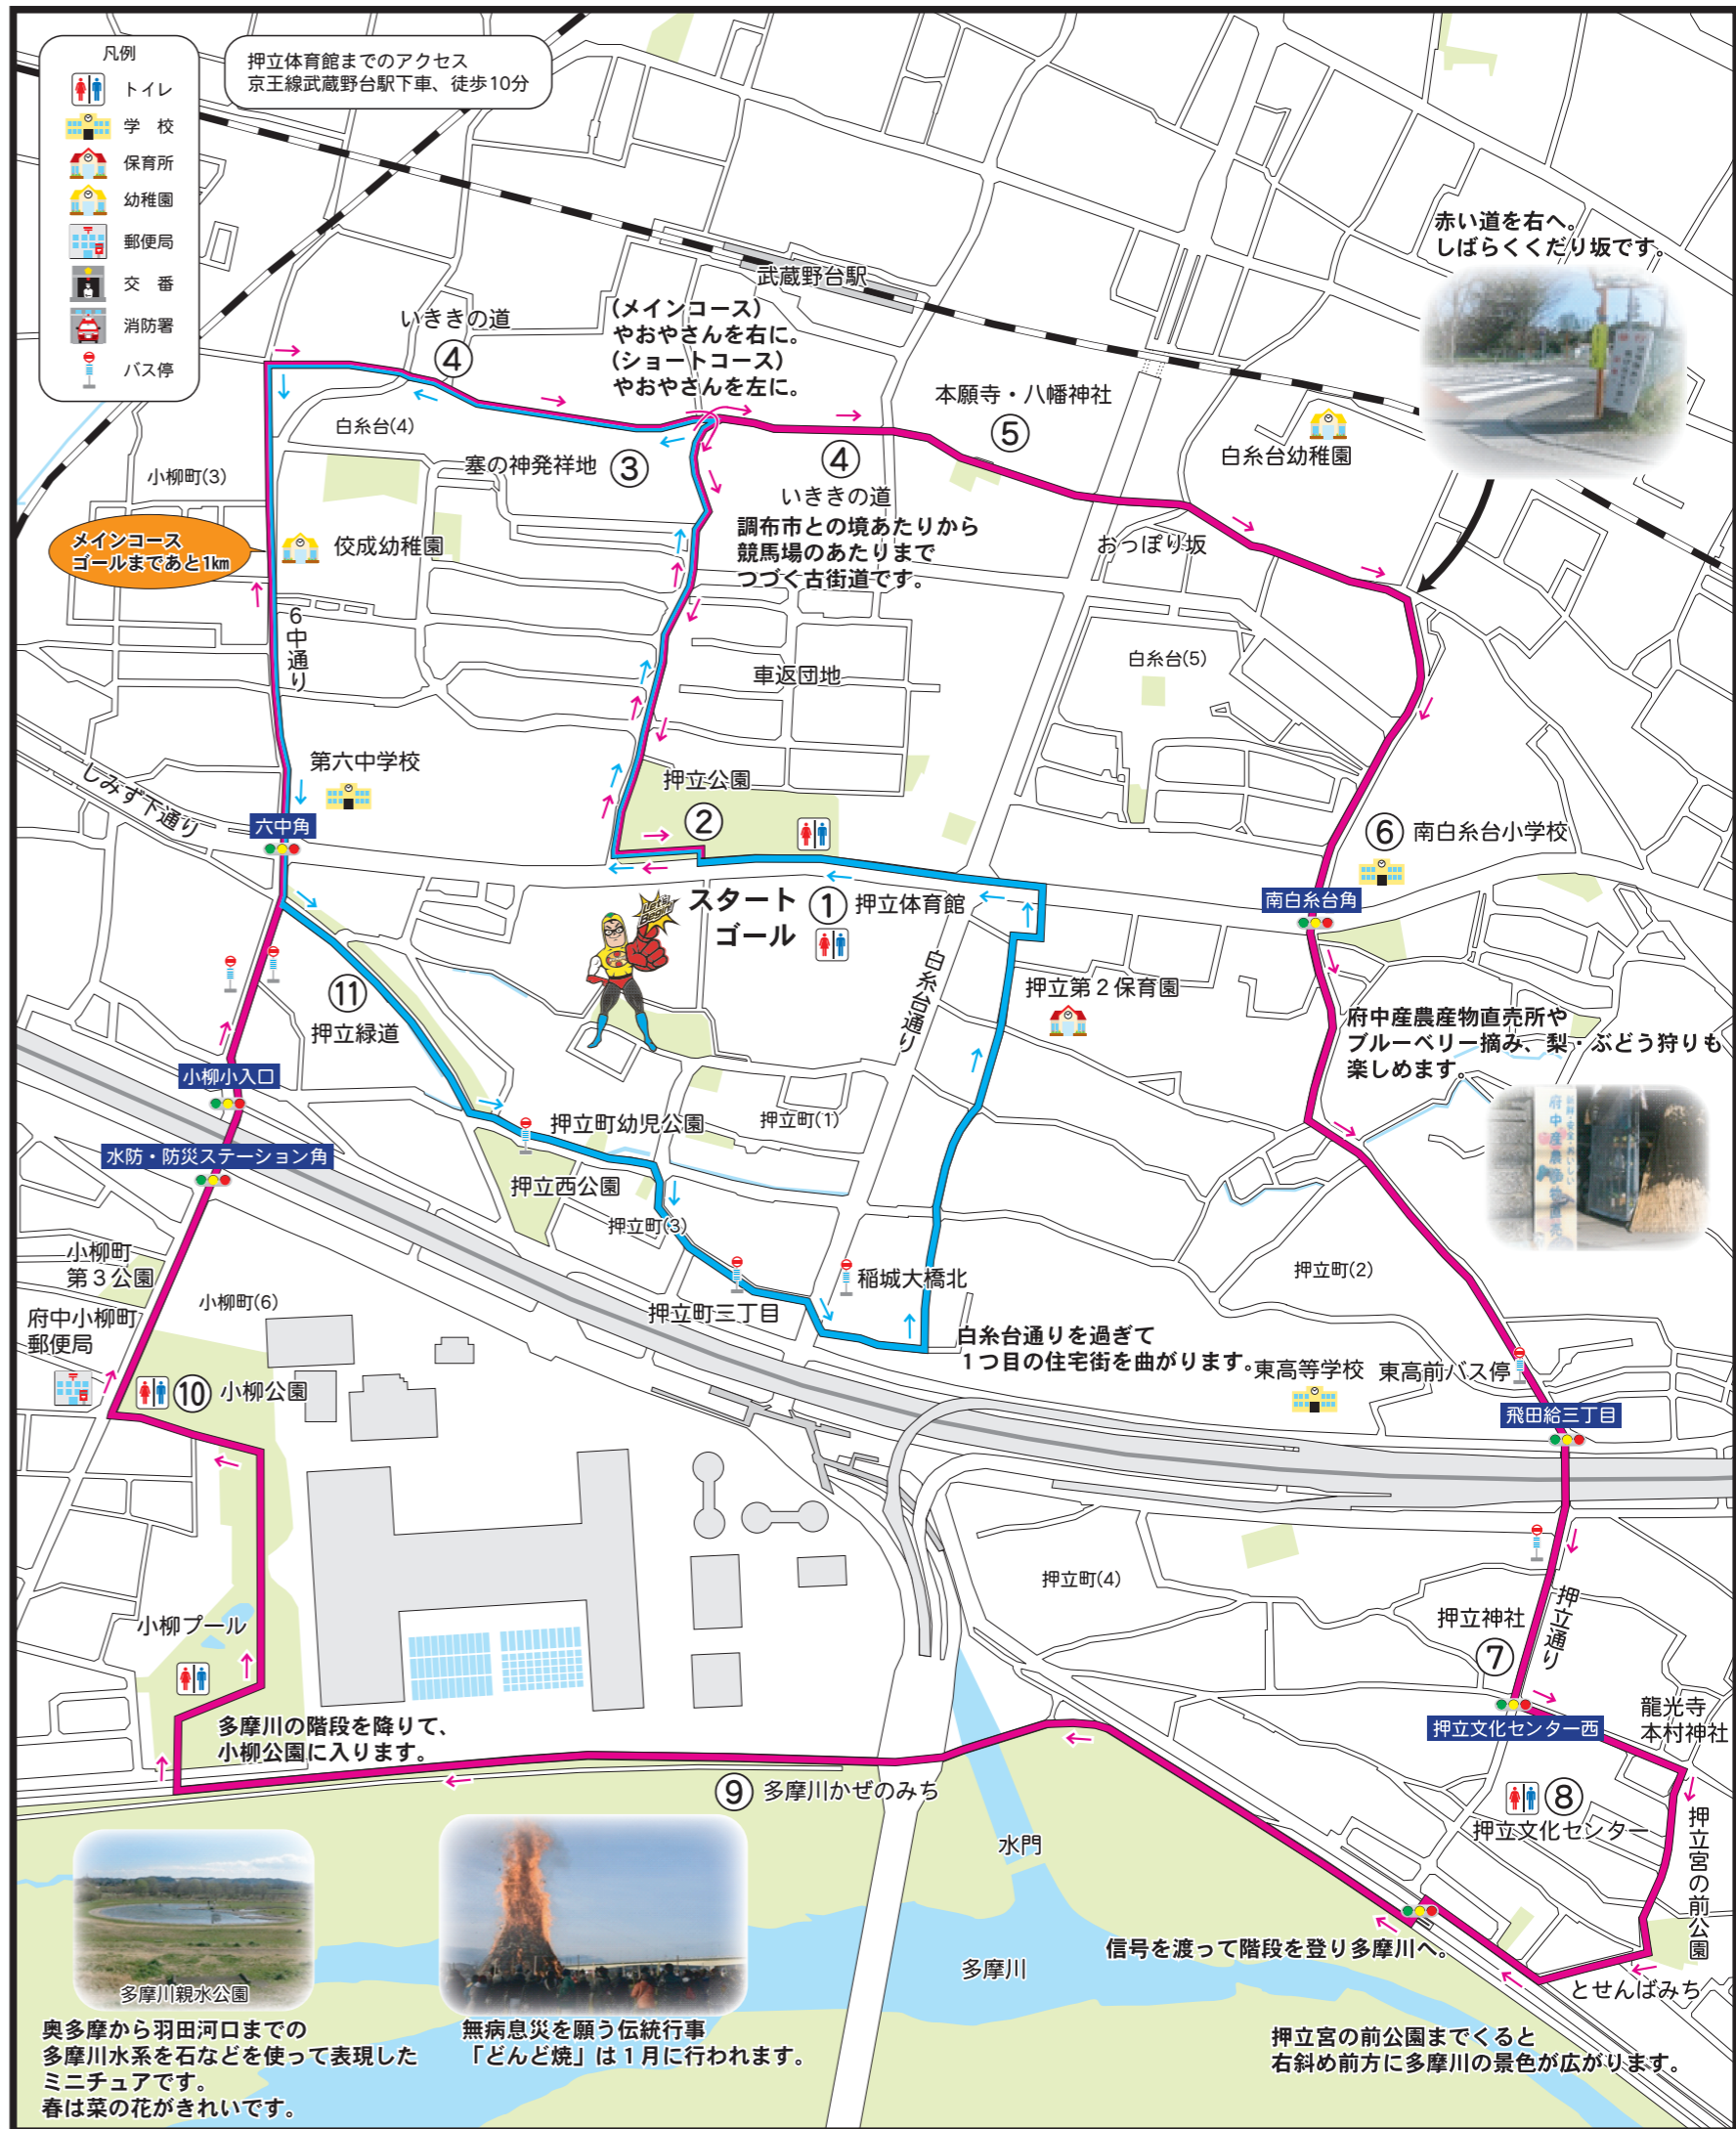 凡例
トイレ
学 校
保育所
幼稚園
郵便局
交 番
消防署
バス停
押立体育館までのアクセス
京王線武蔵野台駅下車、徒歩10分
武蔵野台駅
赤い道を右へ。
しばらくくだり坂です。
いききの道
④
(メインコース)
やおやさんを右に。
(ショートコース)
やおやさんを左に。
本願寺・八幡神社
⑤
白糸台幼稚園
白糸台(4)
小柳町(3)
塞の神発祥地
③
④
いききの道
調布市との境あたりから
競馬場のあたりまで
つづく古街道です。
おっぽり坂
メインコース
ゴールまであと1km
佼成幼稚園
6中通り
車返団地
白糸台(5)
第六中学校
しみず下通り
六中角
押立公園
②
⑥
南白糸台小学校
南白糸台角
スタート
ゴール
Let's
Begin!
①
押立体育館
白糸台通り
押立第2保育園
⑪
押立緑道
府中産農産物直売所や
ブルーベリー摘み、梨・ぶどう狩りも
楽しめます。
府中産農産物直売
小柳小入口
水防・防災ステーション角
押立町幼児公園
押立町(1)
押立西公園
押立町(3)
小柳町
第3公園
小柳町(6)
府中小柳町
郵便局
押立町三丁目
稲城大橋北
押立町(2)
白糸台通りを過ぎて
1つ目の住宅街を曲がります。
東高等学校
東高前バス停
飛田給三丁目
⑩
小柳公園
押立町(4)
押立神社
⑦
押立通り
小柳プール
押立文化センター西
龍光寺
本村神社
多摩川の階段を降りて、
小柳公園に入ります。
⑨
多摩川かぜのみち
⑧
押立文化センター
押立宮の前公園
水門
多摩川
信号を渡って階段を登り多摩川へ。
とせんばみち
多摩川親水公園
奥多摩から羽田河口までの
多摩川水系を石などを使って表現した
ミニチュアです。
春は菜の花がきれいです。
無病息災を願う伝統行事
「どんど焼」は1月に行われます。
押立宮の前公園までくると
右斜め前方に多摩川の景色が広がります。